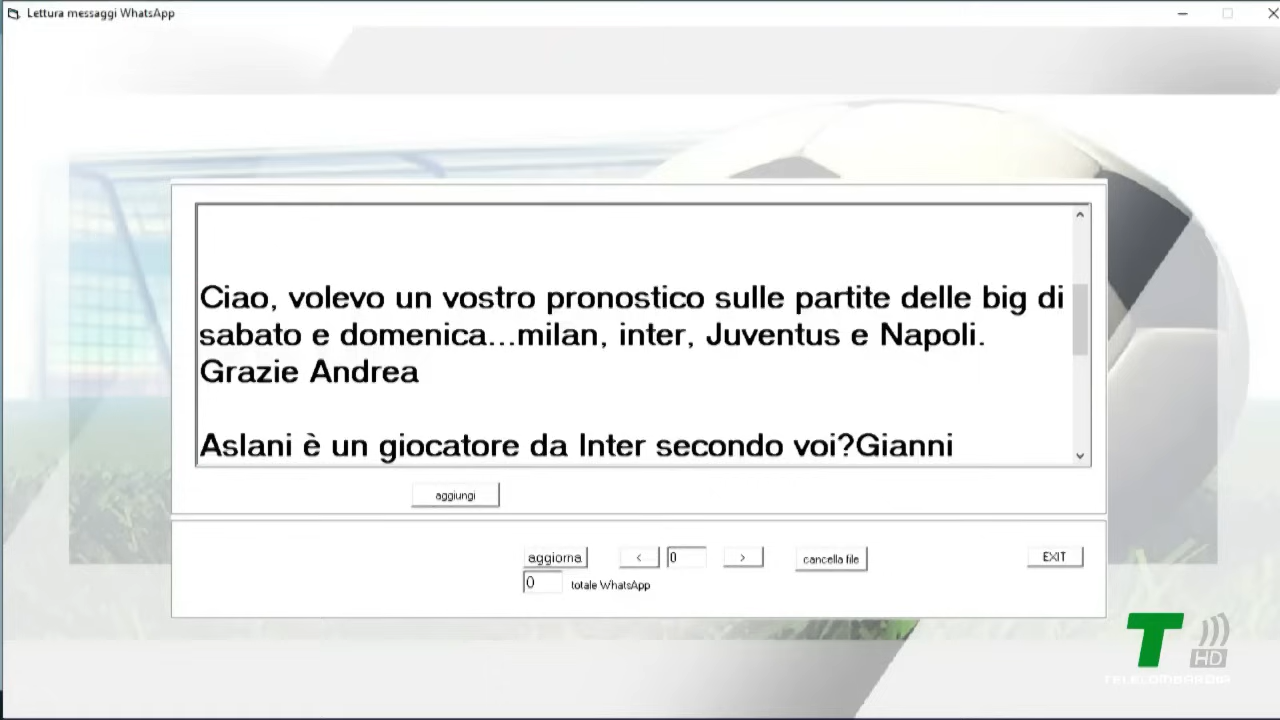 Lettura messaggi WhatsApp
Ciao, volevo un vostro pronostico sulle partite delle big di
sabato e domenica...milan, inter, Juventus e Napoli.
Grazie Andrea
Aslani è un giocatore da Inter secondo voi?Gianni
aggiungi
aggiorna < 0 > cancella file EXIT
0 totale WhatsApp
T HD
TELELOMBARDIA